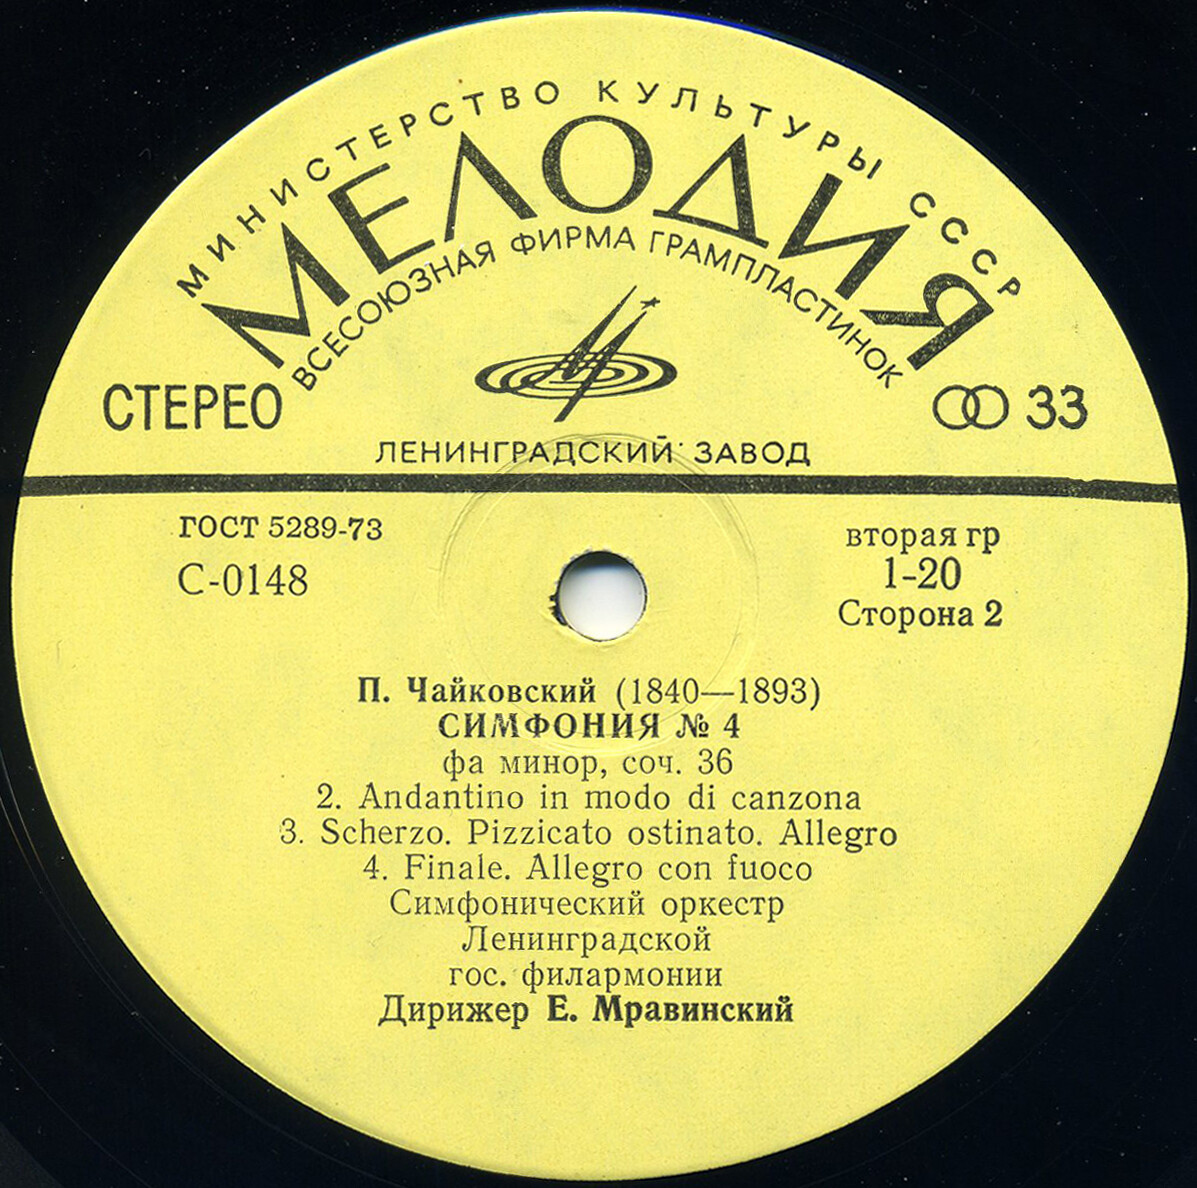 МИНИСТЕРСТВО КУЛЬТУРЫ СССР
МЕЛОДИЯ
ВСЕСОЮЗНАЯ ФИРМА ГРАМПЛАСТИНОК
СТЕРЕО
33
ЛЕНИНГРАДСКИЙ ЗАВОД
ГОСТ 5289-73
С-0148
вторая гр
1-20
Сторона 2
П. Чайковский (1840—1893)
СИМФОНИЯ № 4
фа минор, соч. 36
2. Andantino in modo di canzona
3. Scherzo. Pizzicato ostinato. Allegro
4. Finale. Allegro con fuoco
Симфонический оркестр
Ленинградской
гос. филармонии
Дирижер Е. Мравинский